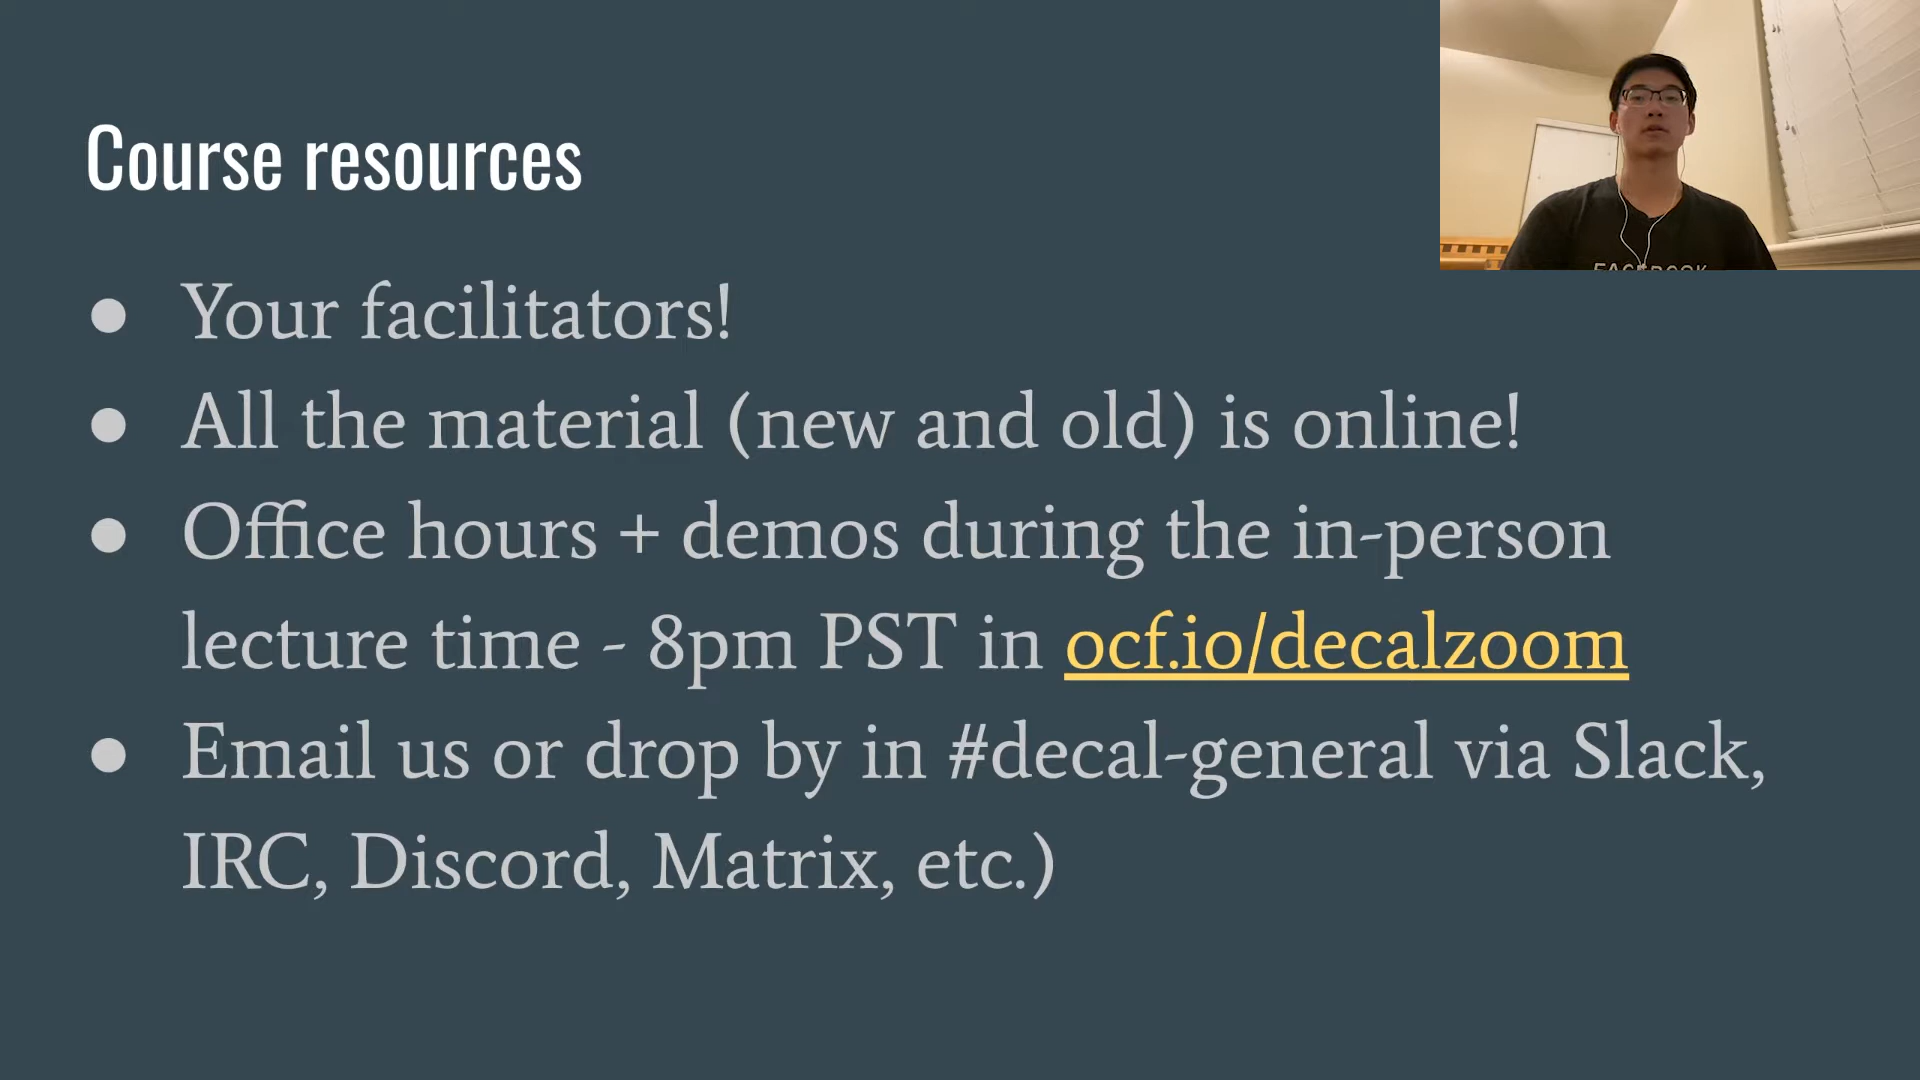 Course resources
● Your facilitators!
● All the material (new and old) is online!
● Office hours + demos during the in-person
lecture time - 8pm PST in ocf.io/decalzoom
● Email us or drop by in #decal-general via Slack,
IRC, Discord, Matrix, etc.)
FACEBOOK